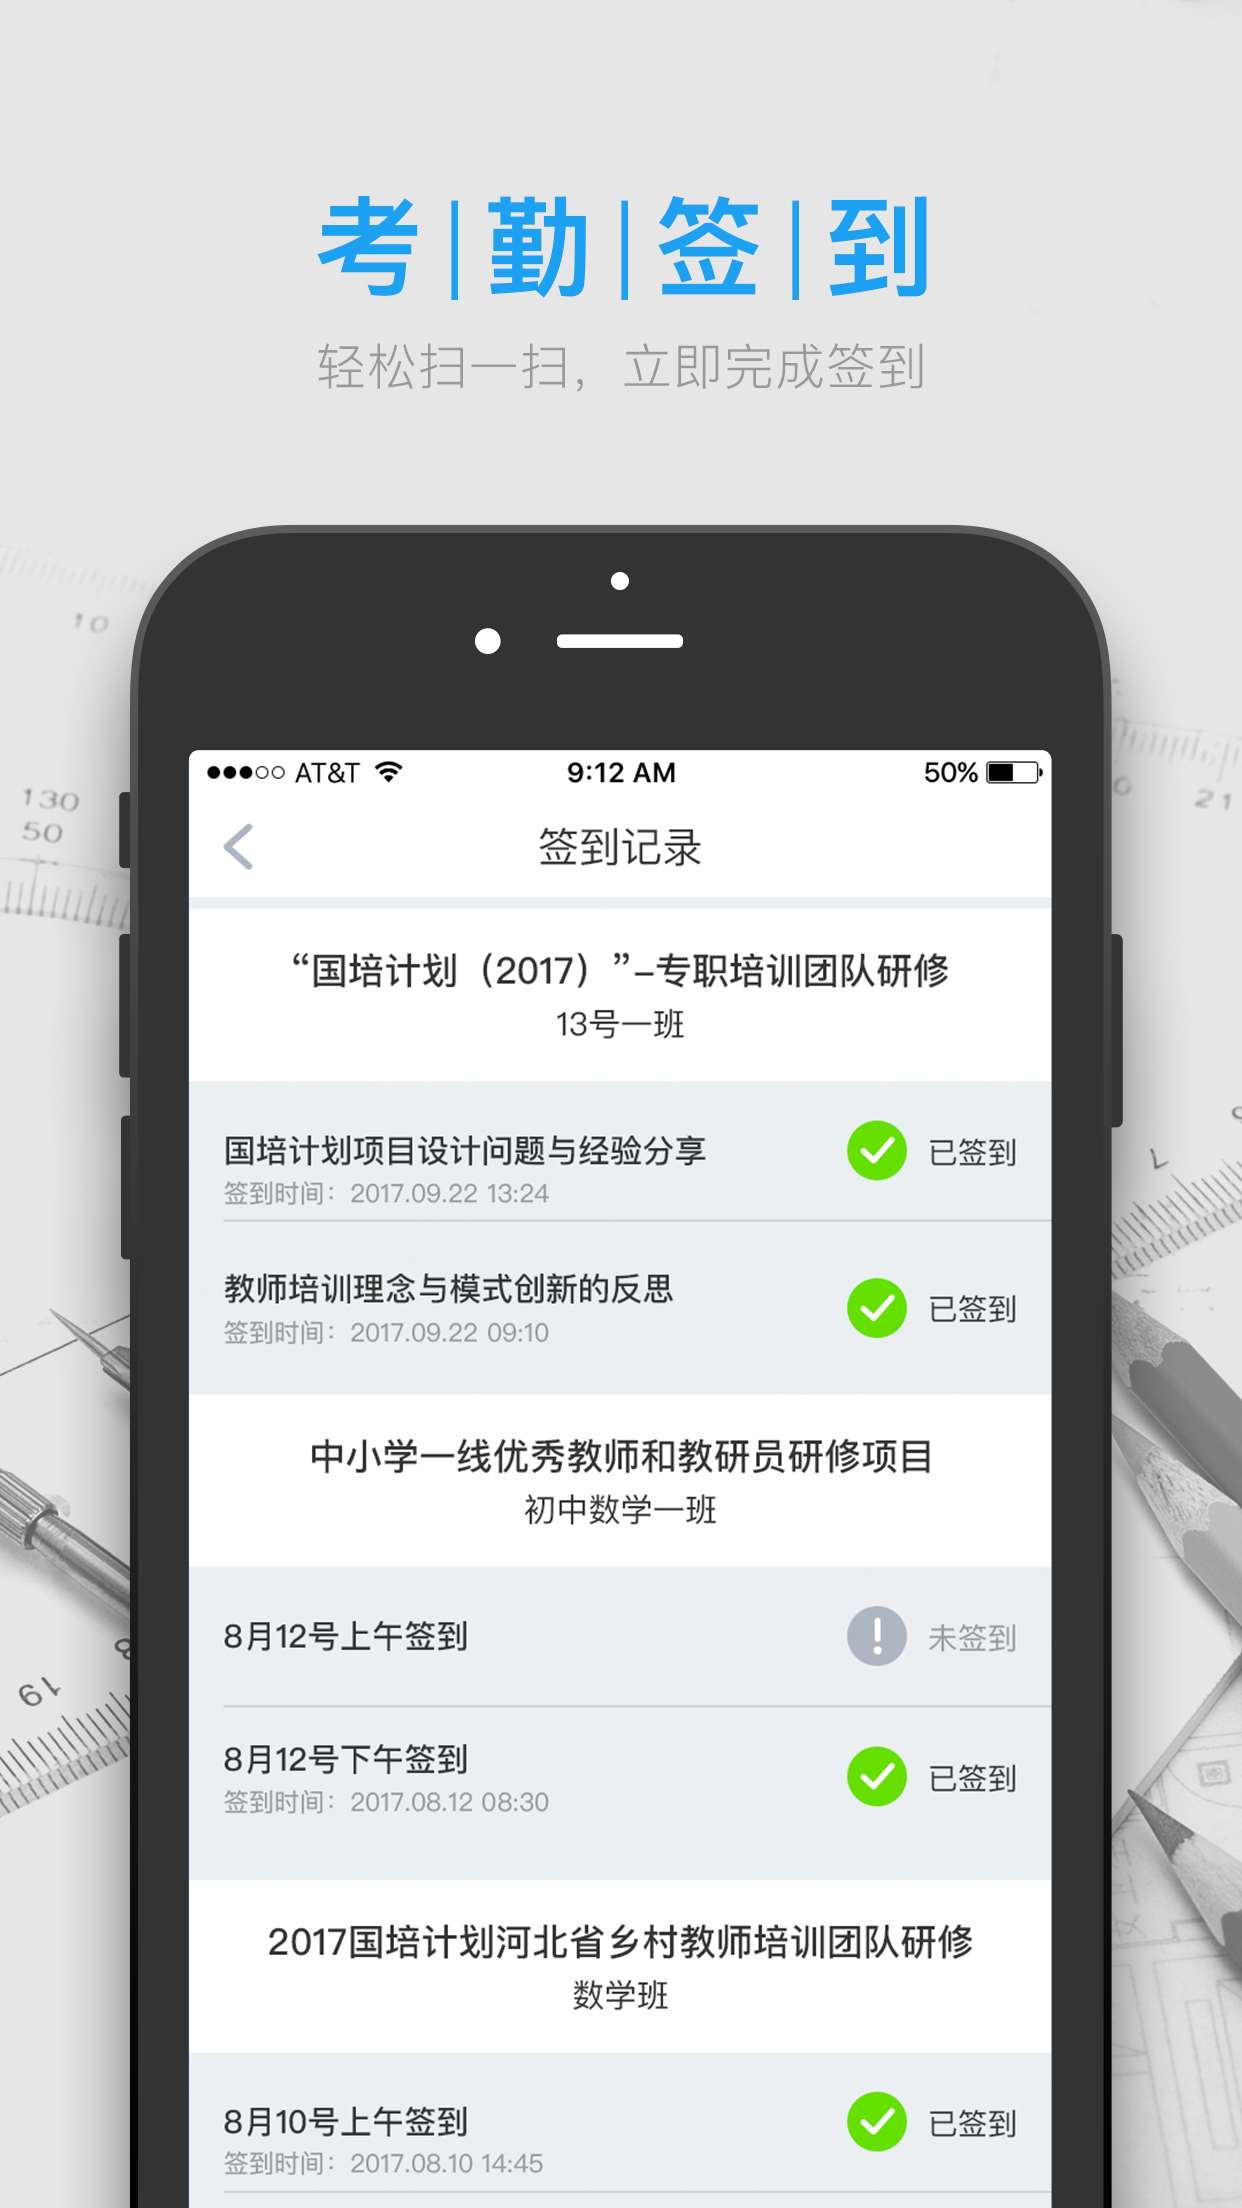 考|勤|签|到
轻松扫一扫，立即完成签到
AT&T 9:12 AM 50%
签到记录
“国培计划（2017）”-专职培训团队研修
13号一班
国培计划项目设计问题与经验分享
已签到
签到时间：2017.09.22 13:24
教师培训理念与模式创新的反思
已签到
签到时间：2017.09.22 09:10
中小学一线优秀教师和教研员研修项目
初中数学一班
8月12号上午签到
未签到
8月12号下午签到
已签到
签到时间：2017.08.12 08:30
2017国培计划河北省乡村教师培训团队研修
数学班
8月10号上午签到
已签到
签到时间：2017.08.10 14:45
10
130
50
21
7
19